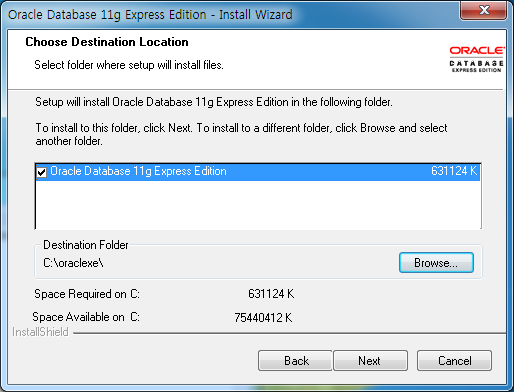 Oracle Database 11g Express Edition - Install Wizard
Choose Destination Location
Select folder where setup will install files.
ORACLE
DATABASE
EXPRESS EDITION
Setup will install Oracle Database 11g Express Edition in the following folder.
To install to this folder, click Next. To install to a different folder, click Browse and select
another folder.
Oracle Database 11g Express Edition 631124 K
Destination Folder
C:\oraclexe\
Browse...
Space Required on C: 631124 K
Space Available on C: 75440412 K
InstallShield
Back Next Cancel